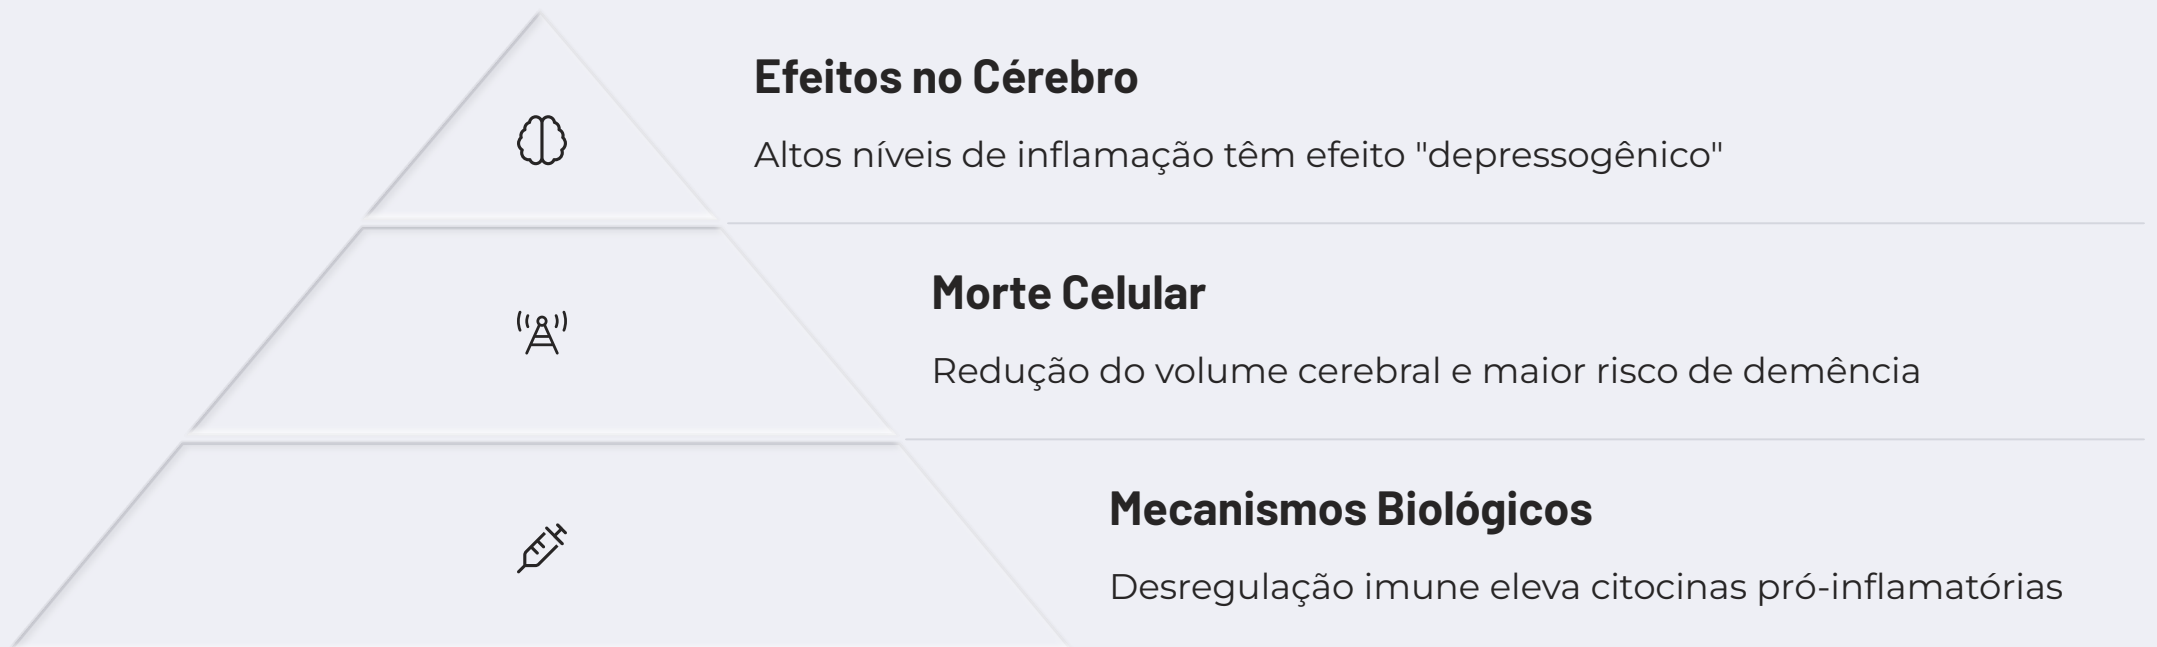 Efeitos no Cérebro
Altos níveis de inflamação têm efeito "depressogênico"
Morte Celular
Redução do volume cerebral e maior risco de demência
Mecanismos Biológicos
Desregulação imune eleva citocinas pró-inflamatórias